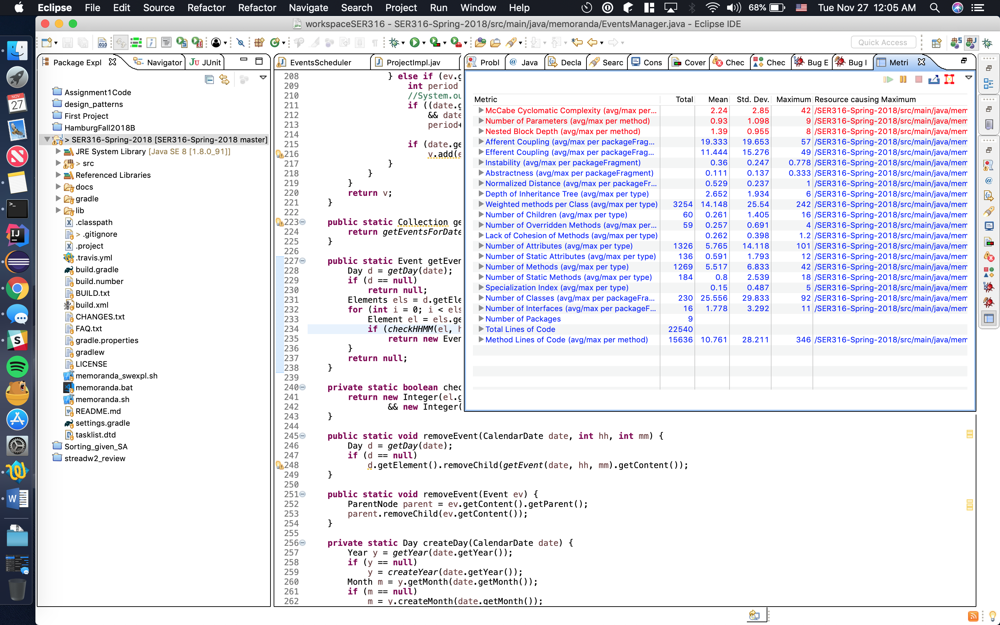 Eclipse File Edit Source Refactor Refactor Navigate Search Project Run Window Help 68% Tue Nov 27 12:05 AM
workspaceSER316 - SER316-Spring-2018/src/main/java/memoranda/EventsManager.java - Eclipse IDE
Quick Access
Package Expl Navigator JUnit
Assignment1Code
design_patterns
First Project
HamburgFall2018B
> SER316-Spring-2018 [SER316-Spring-2018 master]
JRE System Library [Java SE 8 [1.8.0_91]]
> src
Referenced Libraries
docs
gradle
lib
.classpath
> .gitignore
.project
.travis.yml
build.gradle
build.number
BUILD.txt
build.xml
CHANGES.txt
FAQ.txt
gradle.properties
gradlew
LICENSE
memoranda_swexpl.sh
memoranda.bat
memoranda.sh
README.md
settings.gradle
tasklist.dtd
Sorting_given_SA
streadw2_review
EventsScheduler ProjectImpl.jav
208 } else if (ev.g
209 int period
210 //System.ou
211 if ((date.g
212 && date
213 period+
214
215 if (date.ge
216 v.add(e
217 }
218 }
219 }
220 return v;
221 }
222
223 public static Collection ge
224 return getEventsForDate
225 }
226
227 public static Event getEven
228 Day d = getDay(date);
229 if (d == null)
230 return null;
231 Elements els = d.getEle
232 for (int i = 0; i < els
233 Element el = els.ge
234 if (checkHHMM(el, h
235 return new Even
236 }
237 return null;
238 }
239
240 private static boolean chec
241 return new Integer(el.g
242 && new Integer(
243 }
244
245 public static void removeEvent(CalendarDate date, int hh, int mm) {
246 Day d = getDay(date);
247 if (d == null)
248 d.getElement().removeChild(getEvent(date, hh, mm).getContent());
249 }
250
251 public static void removeEvent(Event ev) {
252 ParentNode parent = ev.getContent().getParent();
253 parent.removeChild(ev.getContent());
254 }
255
256 private static Day createDay(CalendarDate date) {
257 Year y = getYear(date.getYear());
258 if (y == null)
259 y = createYear(date.getYear());
260 Month m = y.getMonth(date.getMonth());
261 if (m == null)
262 m = y.createMonth(date.getMonth());
Probl Java Decla Searc Cons Cover Chec Chec Bug E Bug I Metri
Metric Total Mean Std. Dev. Maximum Resource causing Maximum
McCabe Cyclomatic Complexity (avg/max per... 2.24 2.85 42 /SER316-Spring-2018/src/main/java/mem
Number of Parameters (avg/max per method) 0.93 1.098 9 /SER316-Spring-2018/src/main/java/mem
Nested Block Depth (avg/max per method) 1.39 0.955 8 /SER316-Spring-2018/src/main/java/mem
Afferent Coupling (avg/max per packageFrag... 19.333 19.653 57 /SER316-Spring-2018/src/main/java/mem
Efferent Coupling (avg/max per packageFrag... 11.444 15.276 49 /SER316-Spring-2018/src/main/java/mem
Instability (avg/max per packageFragment) 0.36 0.247 0.778 /SER316-Spring-2018/src/main/java/mem
Abstractness (avg/max per packageFragment) 0.111 0.137 0.333 /SER316-Spring-2018/src/main/java/mem
Normalized Distance (avg/max per packageFr... 0.529 0.237 1 /SER316-Spring-2018/src/main/java/mem
Depth of Inheritance Tree (avg/max per type) 2.652 1.934 6 /SER316-Spring-2018/src/main/java/mem
Weighted methods per Class (avg/max per type) 3254 14.148 25.54 242 /SER316-Spring-2018/src/main/java/mem
Number of Children (avg/max per type) 60 0.261 1.405 16 /SER316-Spring-2018/src/main/java/mem
Number of Overridden Methods (avg/max per... 59 0.257 0.691 4 /SER316-Spring-2018/src/main/java/mem
Lack of Cohesion of Methods (avg/max per type) 0.262 0.398 1.2 /SER316-Spring-2018/src/main/java/mem
Number of Attributes (avg/max per type) 1326 5.765 14.118 101 /SER316-Spring-2018/src/main/java/mem
Number of Static Attributes (avg/max per type) 136 0.591 1.793 12 /SER316-Spring-2018/src/main/java/mem
Number of Methods (avg/max per type) 1269 5.517 6.833 42 /SER316-Spring-2018/src/main/java/mem
Number of Static Methods (avg/max per type) 184 0.8 2.539 18 /SER316-Spring-2018/src/main/java/mem
Specialization Index (avg/max per type) 0.15 0.487 5 /SER316-Spring-2018/src/main/java/mem
Number of Classes (avg/max per packageFra... 230 25.556 29.833 92 /SER316-Spring-2018/src/main/java/mem
Number of Interfaces (avg/max per packageF... 16 1.778 3.292 11 /SER316-Spring-2018/src/main/java/mem
Number of Packages 9
Total Lines of Code 22540
Method Lines of Code (avg/max per method) 15636 10.761 28.211 346 /SER316-Spring-2018/src/main/java/mem
NOV
27
IJ
S
W